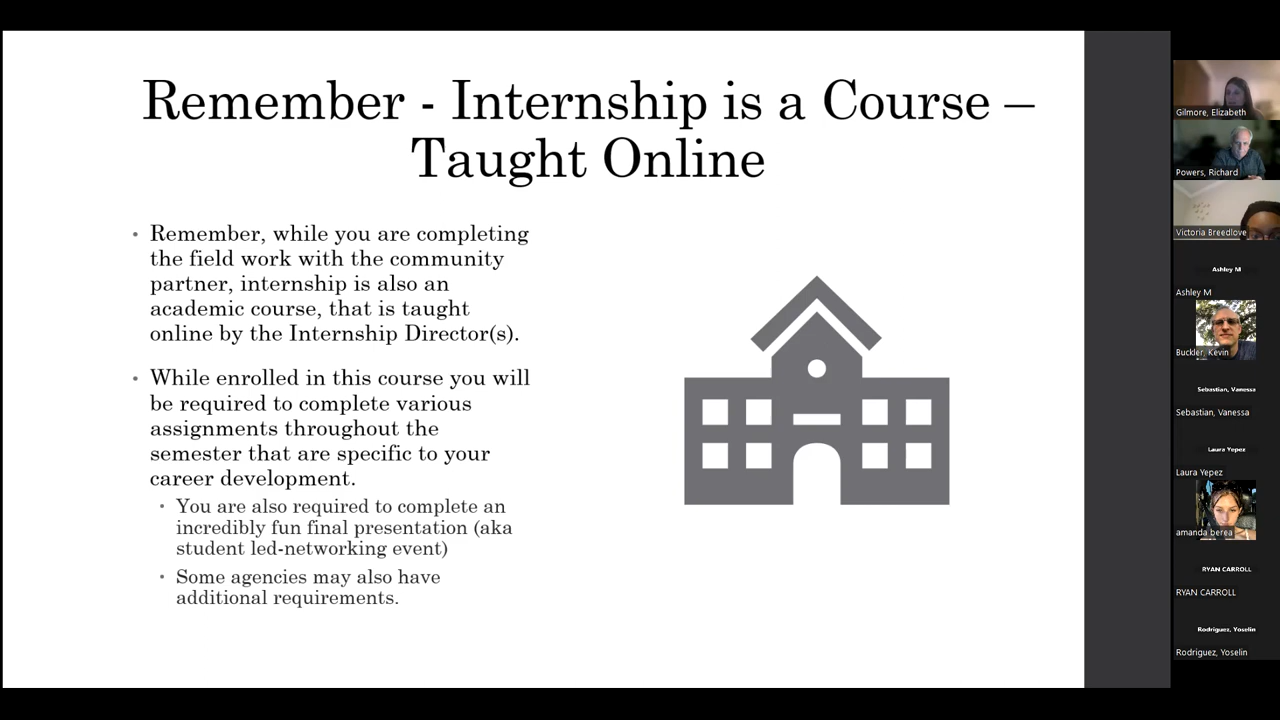 Remember - Internship is a Course –
Taught Online
• Remember, while you are completing
the field work with the community
partner, internship is also an
academic course, that is taught
online by the Internship Director(s).
• While enrolled in this course you will
be required to complete various
assignments throughout the
semester that are specific to your
career development.
• You are also required to complete an
incredibly fun final presentation (aka
student led-networking event)
• Some agencies may also have
additional requirements.
Gilmore, Elizabeth
Powers, Richard
Victoria Breedlove
Ashley M
Ashley M
Buckler, Kevin
Sebastian, Vanessa
Sebastian, Vanessa
Laura Yepez
Laura Yepez
amanda berea
RYAN CARROLL
RYAN CARROLL
Rodriguez, Yoselin
Rodriguez, Yoselin